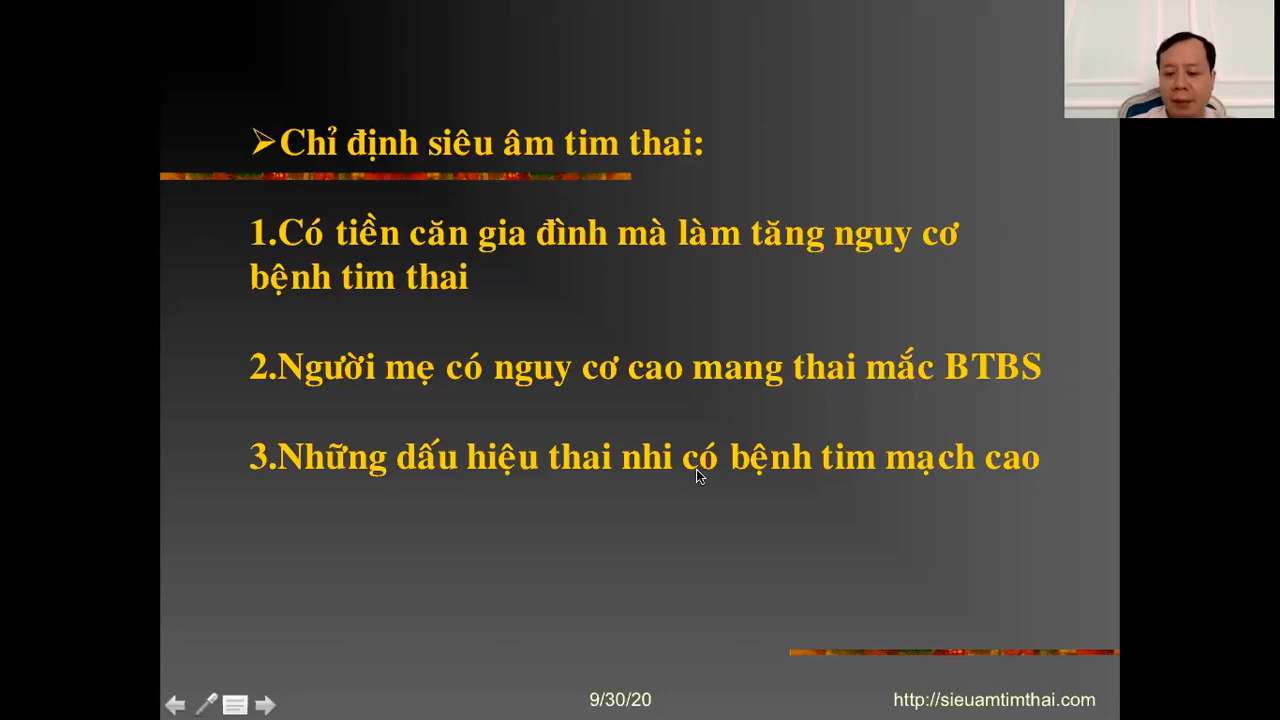 ➢Chỉ định siêu âm tim thai:
1.Có tiền căn gia đình mà làm tăng nguy cơ
bệnh tim thai
2.Người mẹ có nguy cơ cao mang thai mắc BTBS
3.Những dấu hiệu thai nhi có bệnh tim mạch cao
9/30/20
http://sieuamtimthai.com